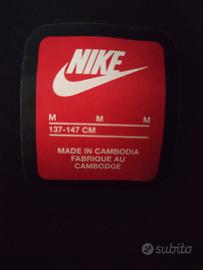 NIKE
M M M
137-147 CM
MADE IN CAMBODIA
FABRIQUE AU
CAMBODGE
subito